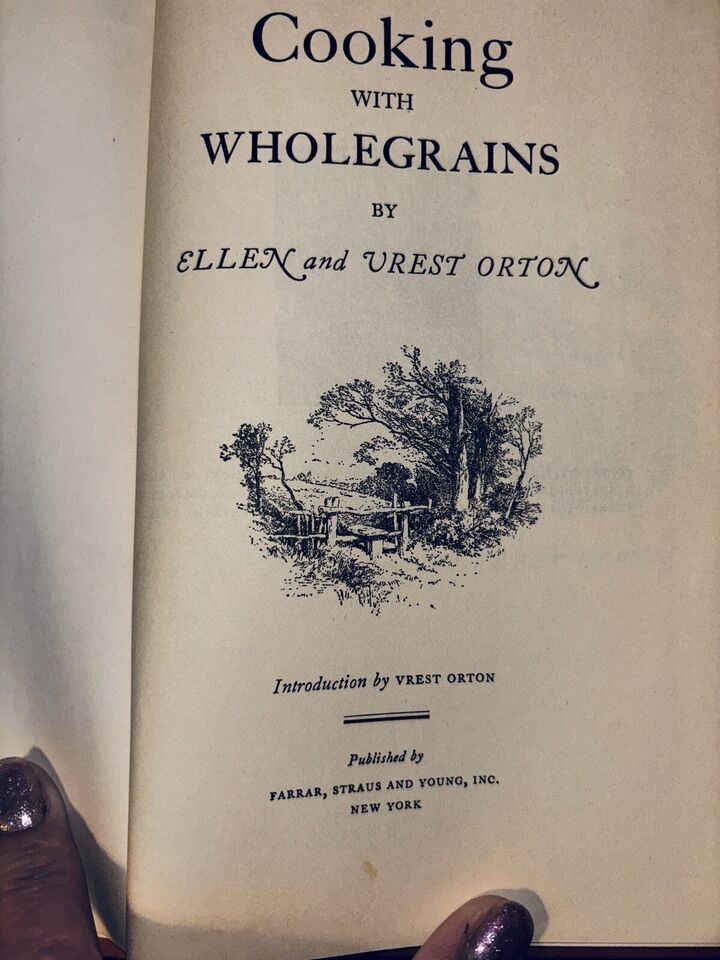 Cooking
WITH
WHOLEGRAINS
BY
ELLEN and VREST ORTON
Introduction by VREST ORTON
Published by
FARRAR, STRAUS AND YOUNG, INC.
NEW YORK